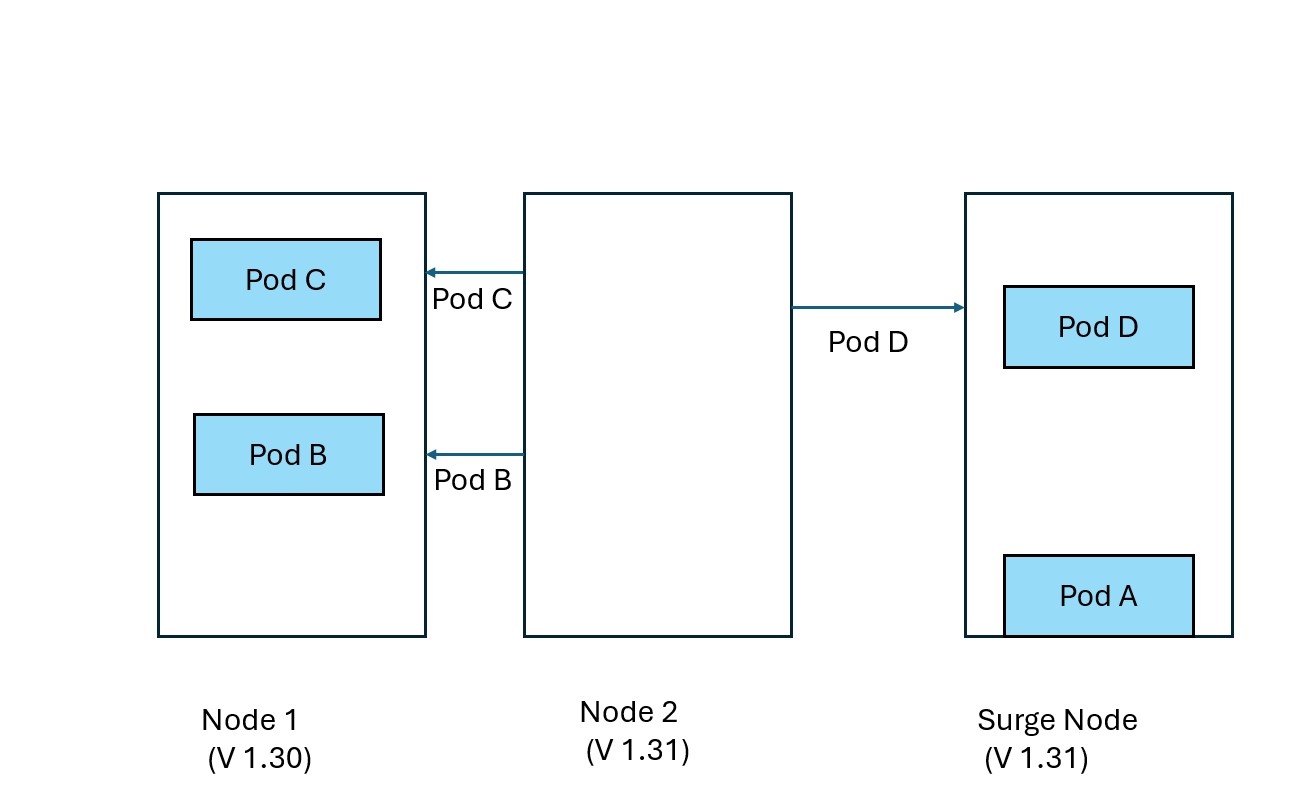 Pod C
Pod C
Pod D
Pod D
Pod B
Pod B
Pod A
Node 1
(V 1.30)
Node 2
(V 1.31)
Surge Node
(V 1.31)